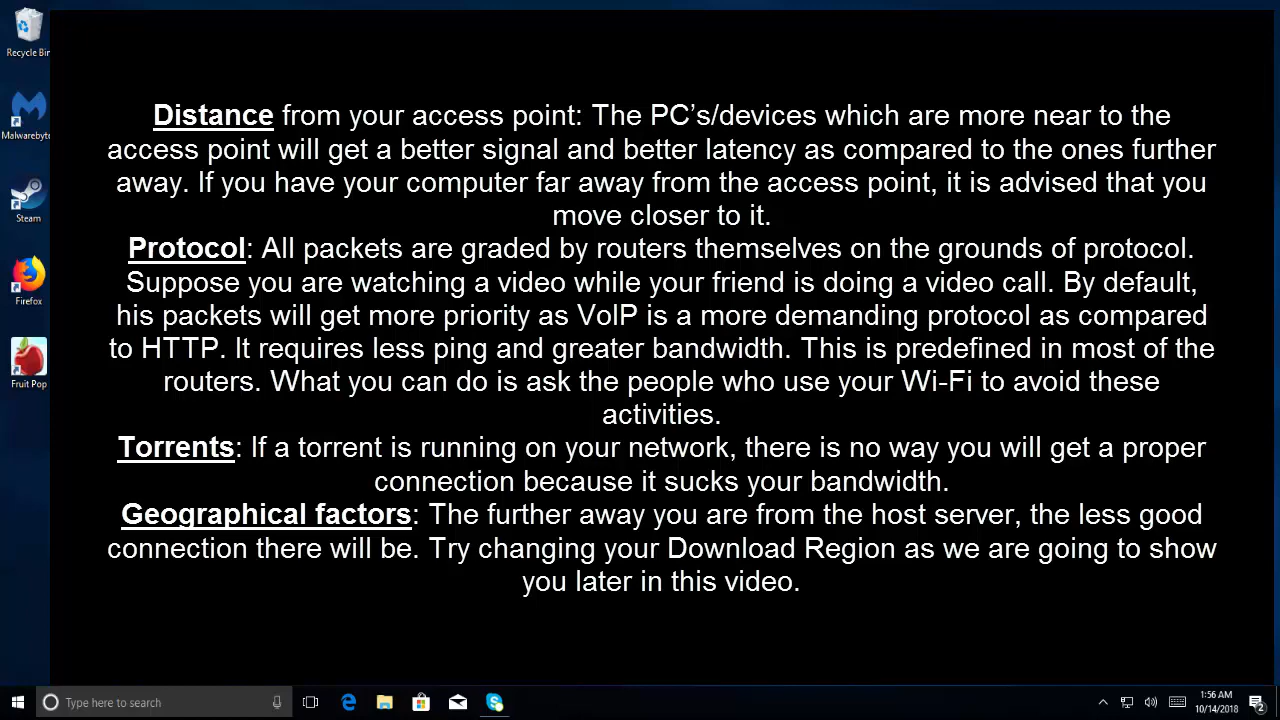 Recycle Bin
Malwarebyte
Steam
Firefox
Fruit Pop
Distance from your access point: The PC’s/devices which are more near to the
access point will get a better signal and better latency as compared to the ones further
away. If you have your computer far away from the access point, it is advised that you
move closer to it.
Protocol: All packets are graded by routers themselves on the grounds of protocol.
Suppose you are watching a video while your friend is doing a video call. By default,
his packets will get more priority as VoIP is a more demanding protocol as compared
to HTTP. It requires less ping and greater bandwidth. This is predefined in most of the
routers. What you can do is ask the people who use your Wi-Fi to avoid these
activities.
Torrents: If a torrent is running on your network, there is no way you will get a proper
connection because it sucks your bandwidth.
Geographical factors: The further away you are from the host server, the less good
connection there will be. Try changing your Download Region as we are going to show
you later in this video.
Type here to search
1:56 AM
10/14/2018
2